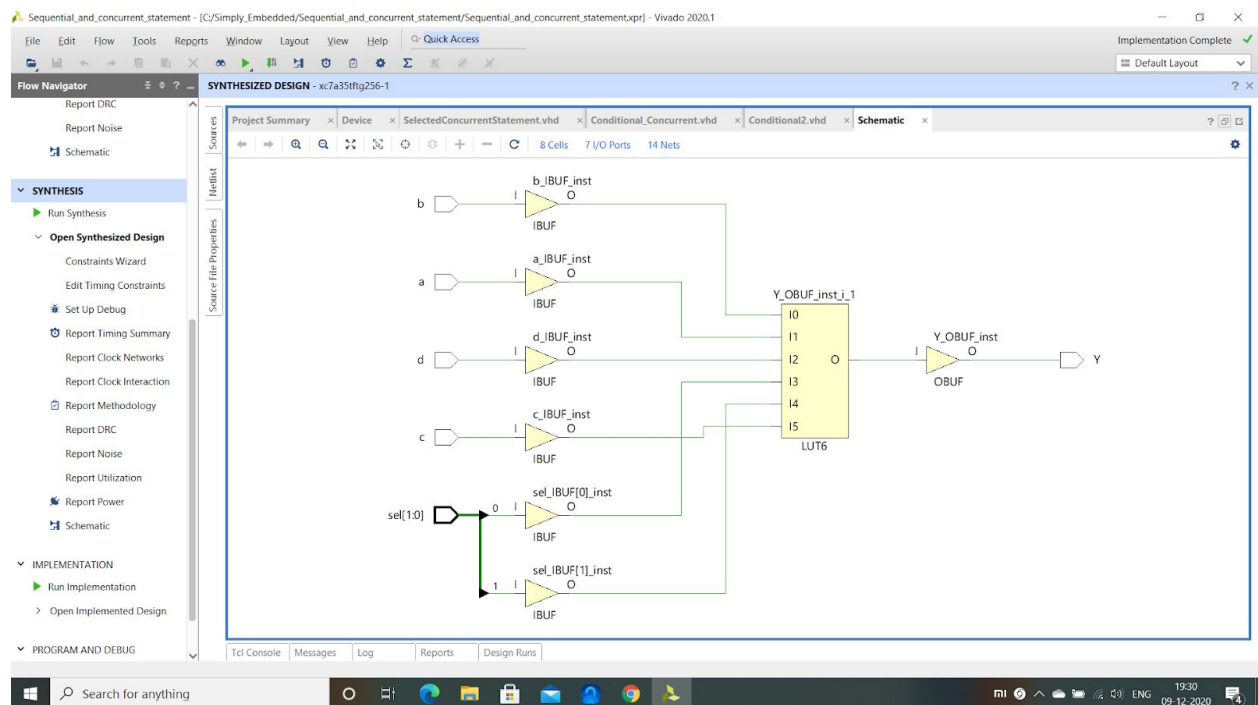 Sequential_and_concurrent_statement - [C:/Simply_Embedded/Sequential_and_concurrent_statement/Sequential_and_concurrent_statement.xpr] - Vivado 2020.1
File Edit Flow Tools Reports Window Layout View Help Quick Access
Implementation Complete
Default Layout
Flow Navigator
Report DRC
Report Noise
Schematic
SYNTHESIS
Run Synthesis
Open Synthesized Design
Constraints Wizard
Edit Timing Constraints
Set Up Debug
Report Timing Summary
Report Clock Networks
Report Clock Interaction
Report Methodology
Report DRC
Report Noise
Report Utilization
Report Power
Schematic
IMPLEMENTATION
Run Implementation
Open Implemented Design
PROGRAM AND DEBUG
SYNTHESIZED DESIGN - xc7a35tftg256-1
Sources
Netlist
Source File Properties
Project Summary Device SelectedConcurrentStatement.vhd Conditional_Concurrent.vhd Conditional2.vhd Schematic
8 Cells 7 I/O Ports 14 Nets
b_IBUF_inst
b I O
IBUF
a_IBUF_inst
a I O
IBUF
d_IBUF_inst
d I O
IBUF
c_IBUF_inst
c I O
IBUF
sel_IBUF[0]_inst
sel[1:0] 0 I O
IBUF
sel_IBUF[1]_inst
1 I O
IBUF
Y_OBUF_inst_i_1
I0
I1
I2 O
I3
I4
I5
LUT6
Y_OBUF_inst
I O Y
OBUF
Tcl Console Messages Log Reports Design Runs
Search for anything
ENG
19:30
09-12-2020
4